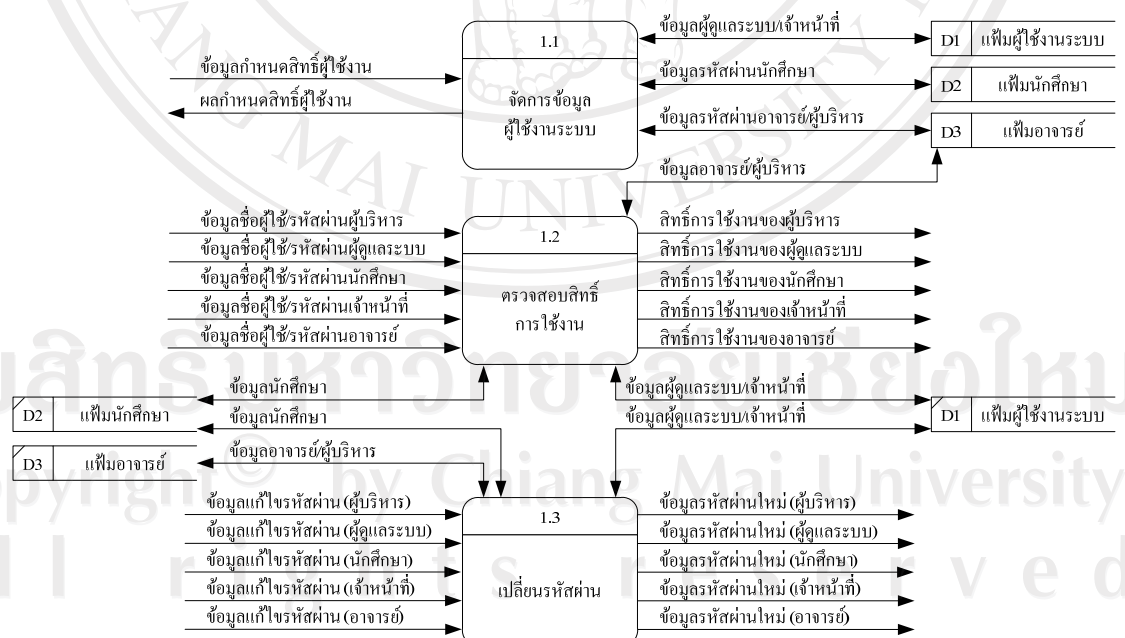 1.1
จัดการข้อมูล
ผู้ใช้งานระบบ
ข้อมูลกำหนดสิทธิ์ผู้ใช้งาน
ผลกำหนดสิทธิ์ผู้ใช้งาน
ข้อมูลผู้ดูแลระบบ/เจ้าหน้าที่
ข้อมูลรหัสผ่านนักศึกษา
ข้อมูลรหัสผ่านอาจารย์/ผู้บริหาร
D1 แฟ้มผู้ใช้งานระบบ
D2 แฟ้มนักศึกษา
D3 แฟ้มอาจารย์
ข้อมูลอาจารย์/ผู้บริหาร
1.2
ตรวจสอบสิทธิ์
การใช้งาน
ข้อมูลชื่อผู้ใช้/รหัสผ่านผู้บริหาร
ข้อมูลชื่อผู้ใช้/รหัสผ่านผู้ดูแลระบบ
ข้อมูลชื่อผู้ใช้/รหัสผ่านนักศึกษา
ข้อมูลชื่อผู้ใช้/รหัสผ่านเจ้าหน้าที่
ข้อมูลชื่อผู้ใช้/รหัสผ่านอาจารย์
สิทธิ์การใช้งานของผู้บริหาร
สิทธิ์การใช้งานของผู้ดูแลระบบ
สิทธิ์การใช้งานของนักศึกษา
สิทธิ์การใช้งานของเจ้าหน้าที่
สิทธิ์การใช้งานของอาจารย์
ข้อมูลนักศึกษา
ข้อมูลนักศึกษา
ข้อมูลอาจารย์/ผู้บริหาร
D2 แฟ้มนักศึกษา
D3 แฟ้มอาจารย์
ข้อมูลผู้ดูแลระบบ/เจ้าหน้าที่
ข้อมูลผู้ดูแลระบบ/เจ้าหน้าที่
D1 แฟ้มผู้ใช้งานระบบ
1.3
เปลี่ยนรหัสผ่าน
ข้อมูลแก้ไขรหัสผ่าน (ผู้บริหาร)
ข้อมูลแก้ไขรหัสผ่าน (ผู้ดูแลระบบ)
ข้อมูลแก้ไขรหัสผ่าน (นักศึกษา)
ข้อมูลแก้ไขรหัสผ่าน (เจ้าหน้าที่)
ข้อมูลแก้ไขรหัสผ่าน (อาจารย์)
ข้อมูลรหัสผ่านใหม่ (ผู้บริหาร)
ข้อมูลรหัสผ่านใหม่ (ผู้ดูแลระบบ)
ข้อมูลรหัสผ่านใหม่ (นักศึกษา)
ข้อมูลรหัสผ่านใหม่ (เจ้าหน้าที่)
ข้อมูลรหัสผ่านใหม่ (อาจารย์)
MAI UNIVERSITY
© by Chiang Mai University